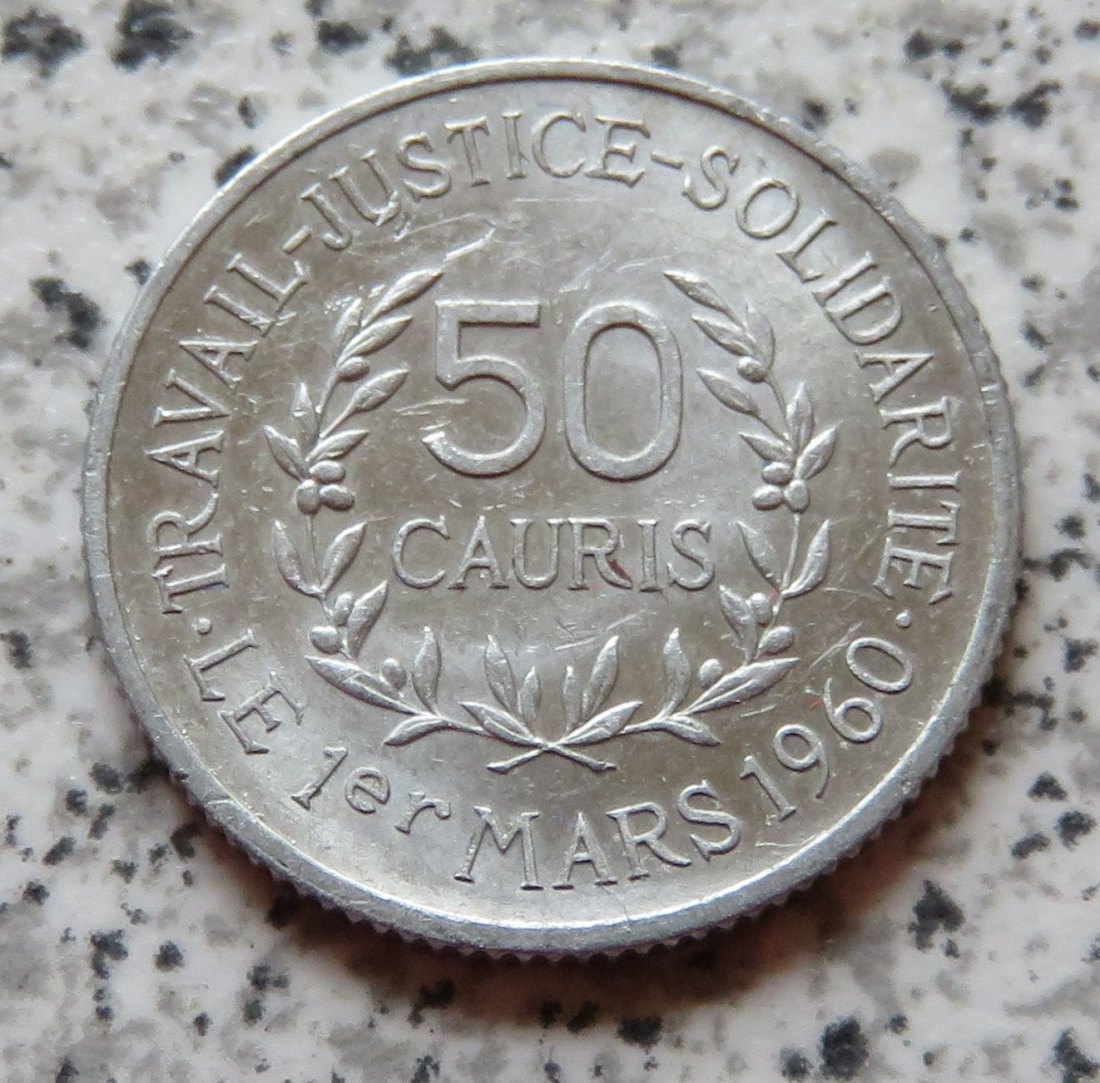 TRAVAIL-JUSTICE-SOLIDARITE
50
CAURIS
·LE 1er MARS 1960·